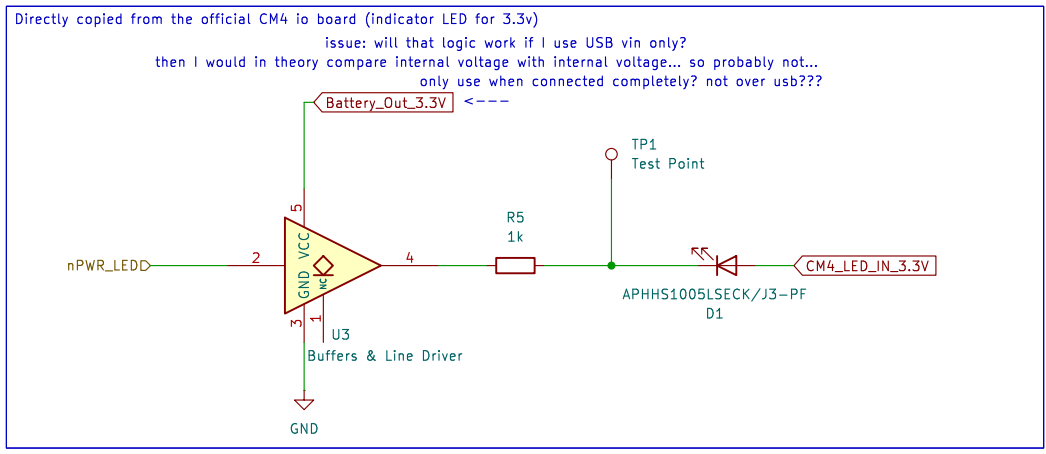 Directly copied from the official CM4 io board (indicator LED for 3.3v)
issue: will that logic work if I use USB vin only?
then I would in theory compare internal voltage with internal voltage... so probably not...
only use when connected completely? not over usb???
Battery_Out_3.3V <---
TP1
Test Point
5
R5
1k
VCC
nPWR_LED
2
4
CM4_LED_IN_3.3V
GND
NC
APHHS1005LSECK/J3-PF
D1
3
1
U3
Buffers & Line Driver
GND